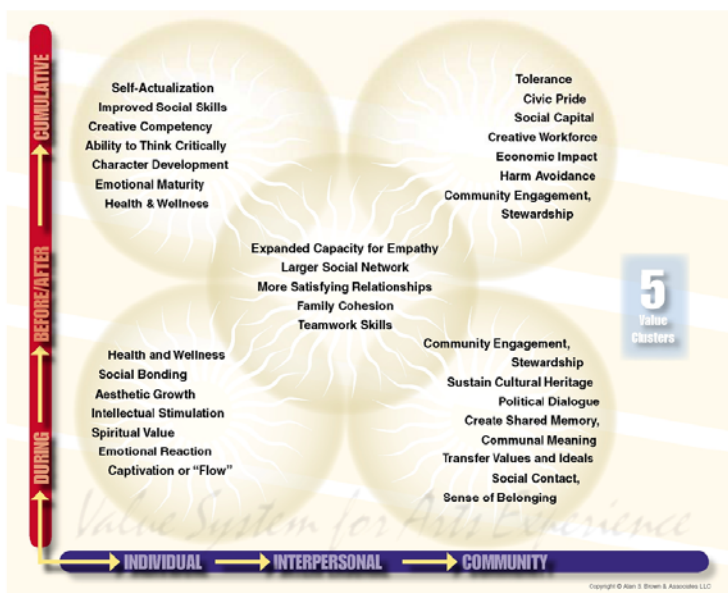 CUMULATIVE
BEFORE/AFTER
DURING
Self-Actualization
Improved Social Skills
Creative Competency
Ability to Think Critically
Character Development
Emotional Maturity
Health & Wellness
Tolerance
Civic Pride
Social Capital
Creative Workforce
Economic Impact
Harm Avoidance
Community Engagement,
Stewardship
Expanded Capacity for Empathy
Larger Social Network
More Satisfying Relationships
Family Cohesion
Teamwork Skills
5
Value
Clusters
Health and Wellness
Social Bonding
Aesthetic Growth
Intellectual Stimulation
Spiritual Value
Emotional Reaction
Captivation or “Flow”
Community Engagement,
Stewardship
Sustain Cultural Heritage
Political Dialogue
Create Shared Memory,
Communal Meaning
Transfer Values and Ideals
Social Contact,
Sense of Belonging
Value System for Arts Experience
INDIVIDUAL
INTERPERSONAL
COMMUNITY
Copyright © Alan S. Brown & Associates LLC